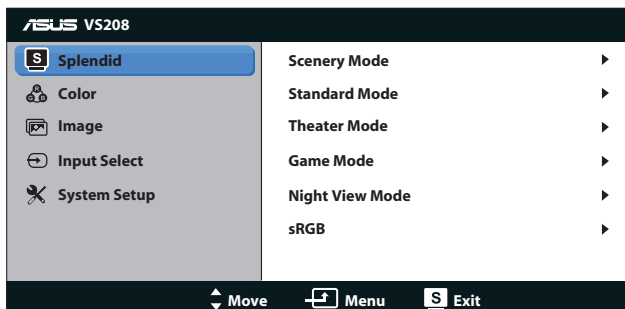 ASUS VS208
S Splendid
Color
Image
Input Select
System Setup
Scenery Mode
Standard Mode
Theater Mode
Game Mode
Night View Mode
sRGB
Move Menu S Exit